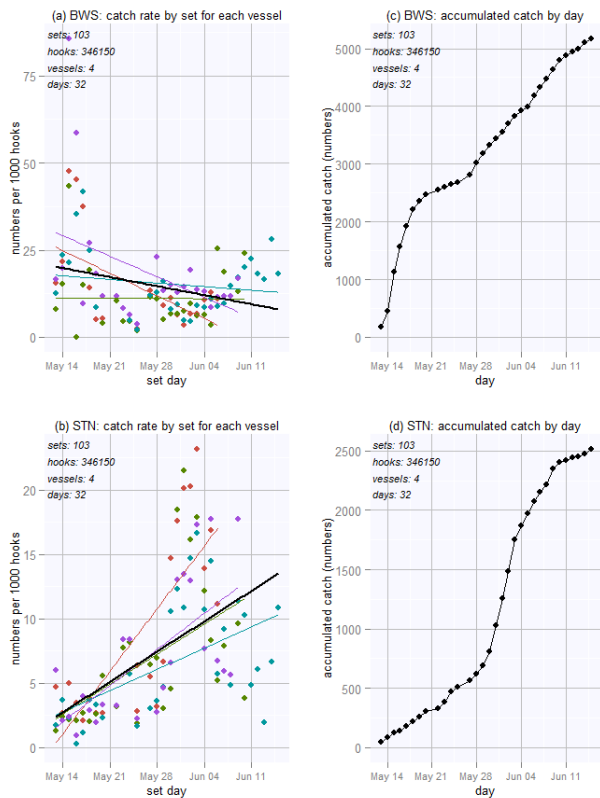 (a) BWS: catch rate by set for each vessel
sets: 103
hooks: 346150
vessels: 4
days: 32
numbers per 1000 hooks
75
50
25
0
May 14 May 21 May 28 Jun 04 Jun 11
set day
(c) BWS: accumulated catch by day
sets: 103
hooks: 346150
vessels: 4
days: 32
accumulated catch (numbers)
5000
4000
3000
2000
1000
0
May 14 May 21 May 28 Jun 04 Jun 11
day
(b) STN: catch rate by set for each vessel
sets: 103
hooks: 346150
vessels: 4
days: 32
numbers per 1000 hooks
20
15
10
5
0
May 14 May 21 May 28 Jun 04 Jun 11
set day
(d) STN: accumulated catch by day
sets: 103
hooks: 346150
vessels: 4
days: 32
accumulated catch (numbers)
2500
2000
1500
1000
500
0
May 14 May 21 May 28 Jun 04 Jun 11
day